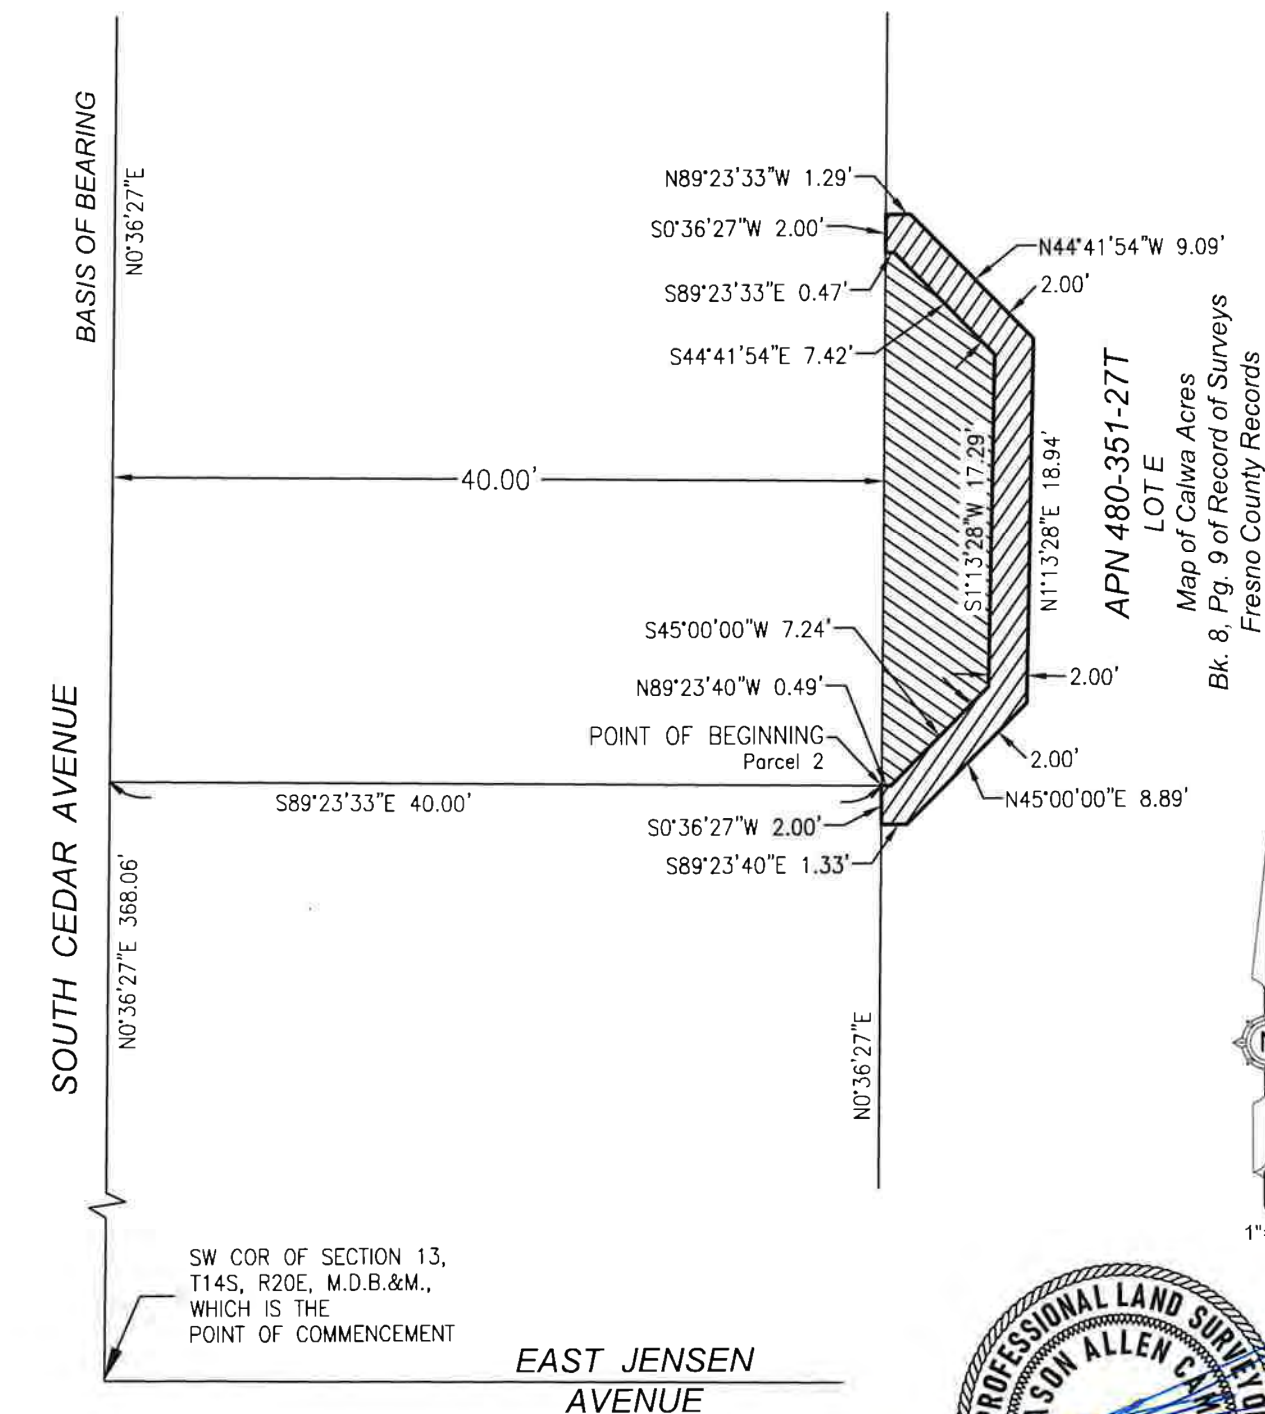 BASIS OF BEARING
N0°36'27"E
N89°23'33"W 1.29'
S0°36'27"W 2.00'
S89°23'33"E 0.47'
S44°41'54"E 7.42'
N44°41'54"W 9.09'
2.00'
40.00'
S1°13'28"W 17.29'
N1°13'28"E 18.94'
APN 480-351-27T
LOT E
Map of Calwa Acres
Bk. 8, Pg. 9 of Record of Surveys
Fresno County Records
S45°00'00"W 7.24'
N89°23'40"W 0.49'
POINT OF BEGINNING
Parcel 2
2.00'
2.00'
N45°00'00"E 8.89'
S89°23'33"E 40.00'
S0°36'27"W 2.00'
S89°23'40"E 1.33'
SOUTH CEDAR AVENUE
N0°36'27"E 368.06'
N0°36'27"E
SW COR OF SECTION 13,
T14S, R20E, M.D.B.&M.,
WHICH IS THE
POINT OF COMMENCEMENT
EAST JENSEN
AVENUE
PROFESSIONAL LAND SURVEYO
SON ALLEN CAM
1"